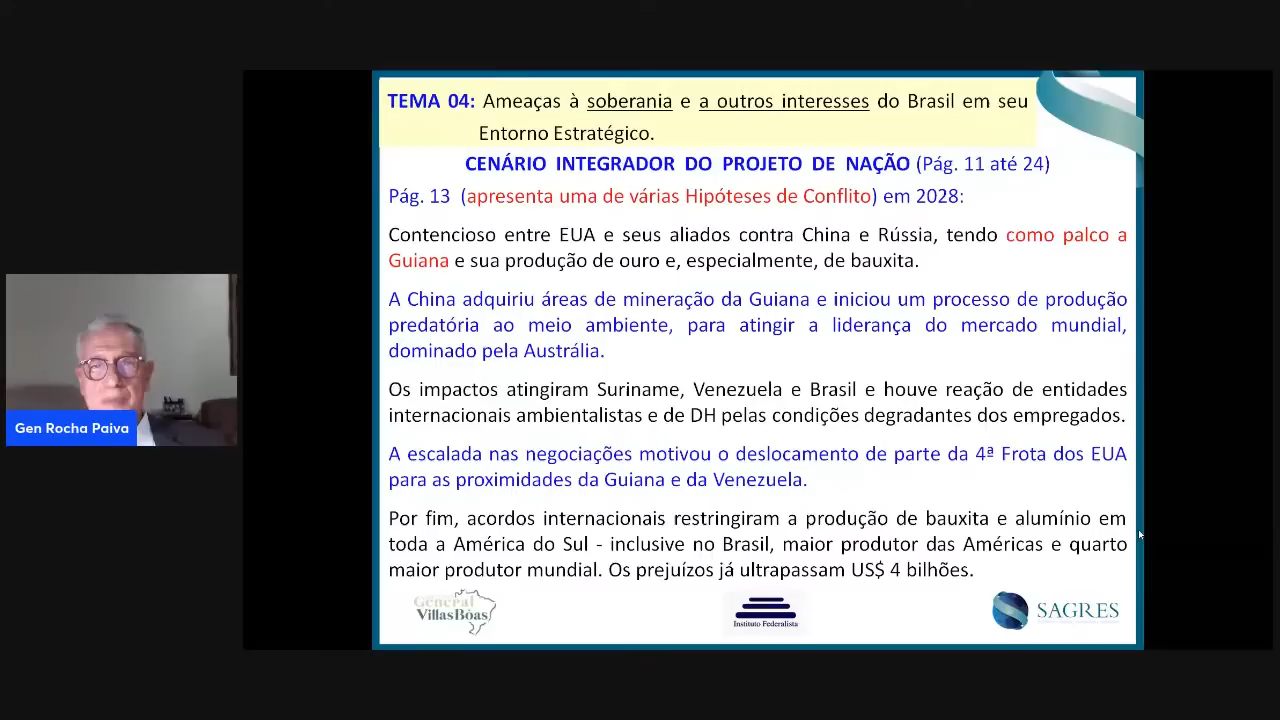 TEMA 04: Ameaças à soberania e a outros interesses do Brasil em seu
Entorno Estratégico.
CENÁRIO INTEGRADOR DO PROJETO DE NAÇÃO (Pág. 11 até 24)
Pág. 13 (apresenta uma de várias Hipóteses de Conflito) em 2028:
Contencioso entre EUA e seus aliados contra China e Rússia, tendo como palco a
Guiana e sua produção de ouro e, especialmente, de bauxita.
A China adquiriu áreas de mineração da Guiana e iniciou um processo de produção
predatória ao meio ambiente, para atingir a liderança do mercado mundial,
dominado pela Austrália.
Os impactos atingiram Suriname, Venezuela e Brasil e houve reação de entidades
internacionais ambientalistas e de DH pelas condições degradantes dos empregados.
A escalada nas negociações motivou o deslocamento de parte da 4ª Frota dos EUA
para as proximidades da Guiana e da Venezuela.
Por fim, acordos internacionais restringiram a produção de bauxita e alumínio em
toda a América do Sul - inclusive no Brasil, maior produtor das Américas e quarto
maior produtor mundial. Os prejuízos já ultrapassam US$ 4 bilhões.
General
Villas Bôas
Instituto Federalista
SAGRES
Gen Rocha Paiva